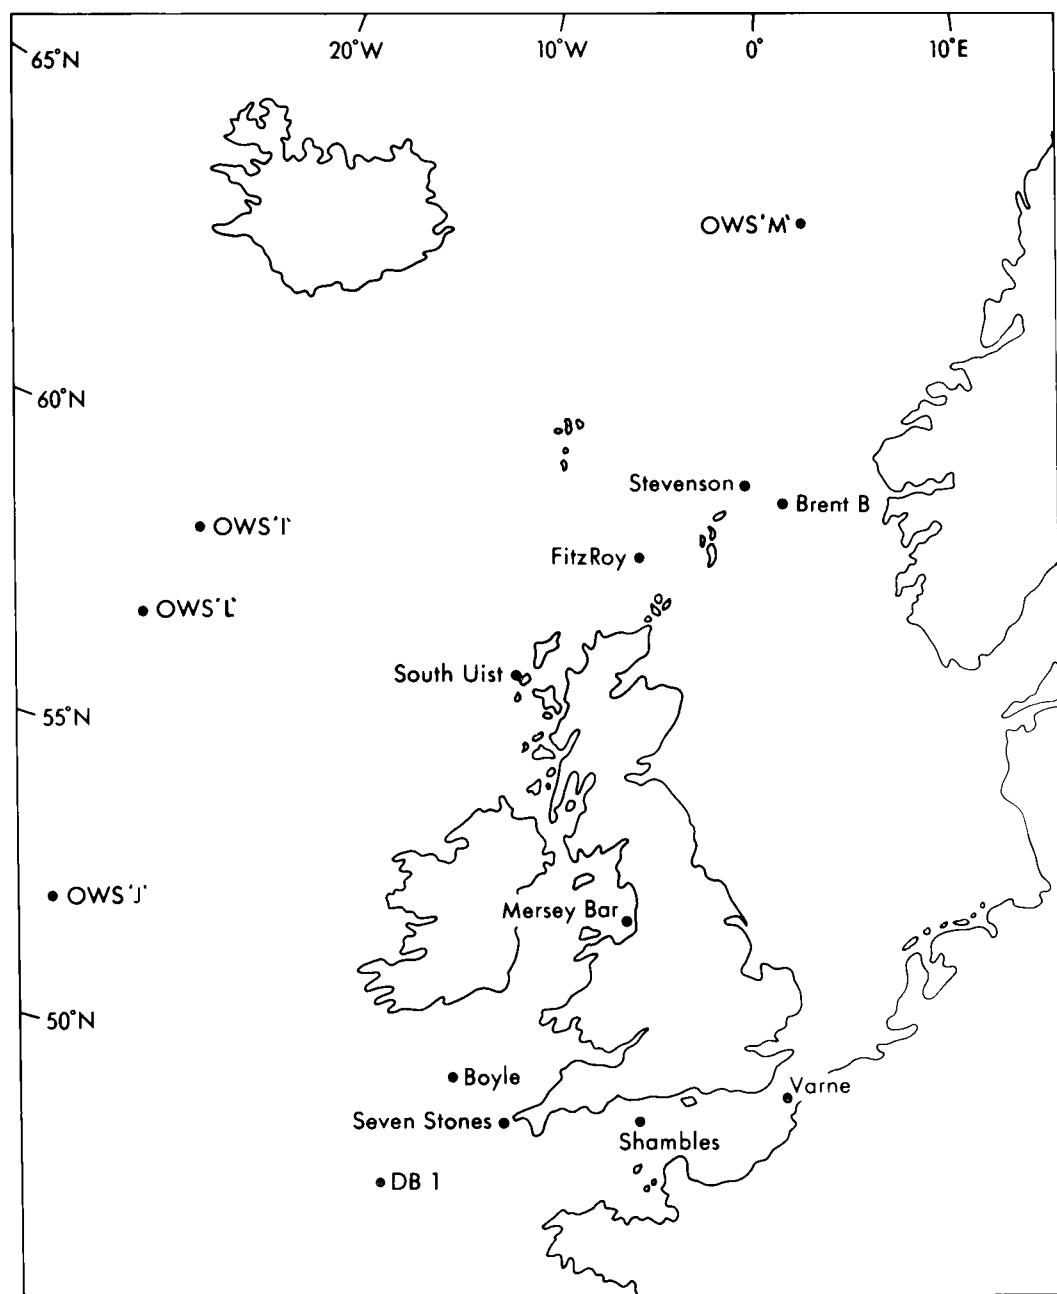 20°W 10°W 0° 10°E
65°N
OWS'M'
60°N
Stevenson
Brent B
OWS'I'
FitzRoy
OWS'L'
South Uist
55°N
OWS'J'
Mersey Bar
50°N
Boyle
Varne
Seven Stones
Shambles
DB 1